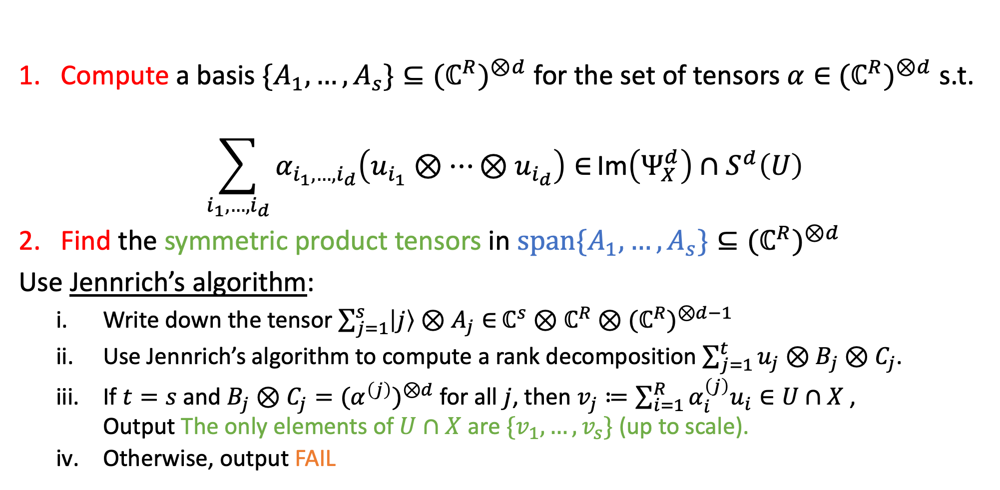 1. Compute a basis {A₁, … , Aₛ} ⊆ (ℂᴿ)^{⊗d} for the set of tensors α ∈ (ℂᴿ)^{⊗d} s.t.
∑_{i₁,…,i_d} α_{i₁,…,i_d}(u_{i₁} ⊗ ⋯ ⊗ u_{i_d}) ∈ Im(Ψ_X^d) ∩ S^d(U)
2. Find the symmetric product tensors in span{A₁, … , Aₛ} ⊆ (ℂᴿ)^{⊗d}
Use Jennrich’s algorithm:
i. Write down the tensor ∑_{j=1}^{s}|j⟩ ⊗ A_j ∈ ℂ^s ⊗ ℂ^R ⊗ (ℂ^R)^{⊗d−1}
ii. Use Jennrich’s algorithm to compute a rank decomposition ∑_{j=1}^{t} u_j ⊗ B_j ⊗ C_j.
iii. If t = s and B_j ⊗ C_j = (α^{(j)})^{⊗d} for all j, then v_j ≔ ∑_{i=1}^{R} α_i^{(j)} u_i ∈ U ∩ X ,
Output The only elements of U ∩ X are {v₁, … , vₛ} (up to scale).
iv. Otherwise, output FAIL